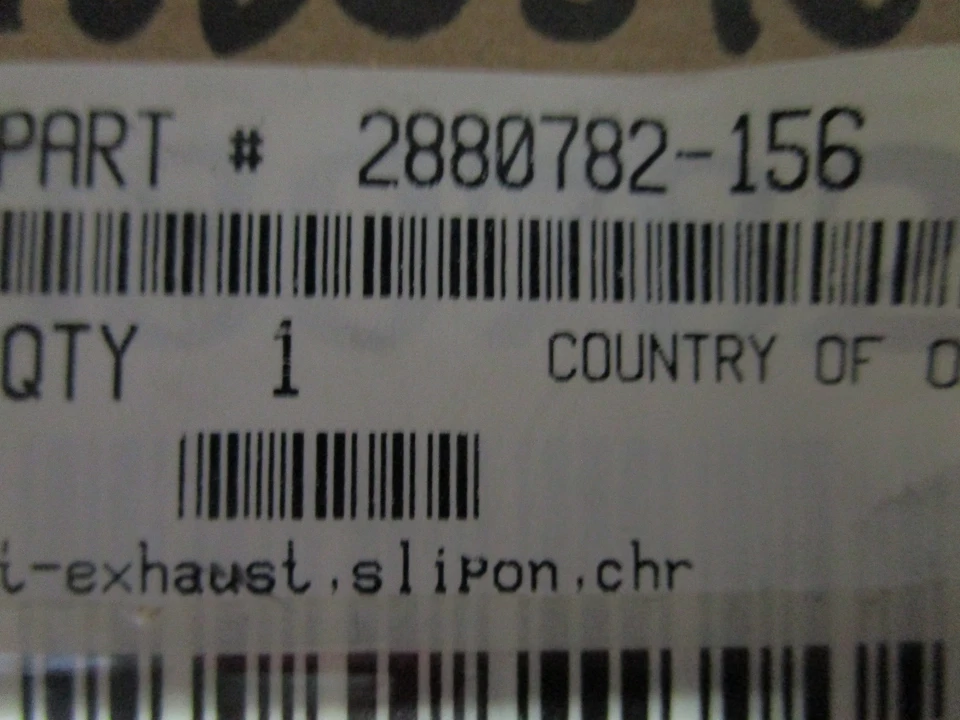 PART # 2880782-156
QTY 1 COUNTRY OF O
i-exhaust,slipon,chr